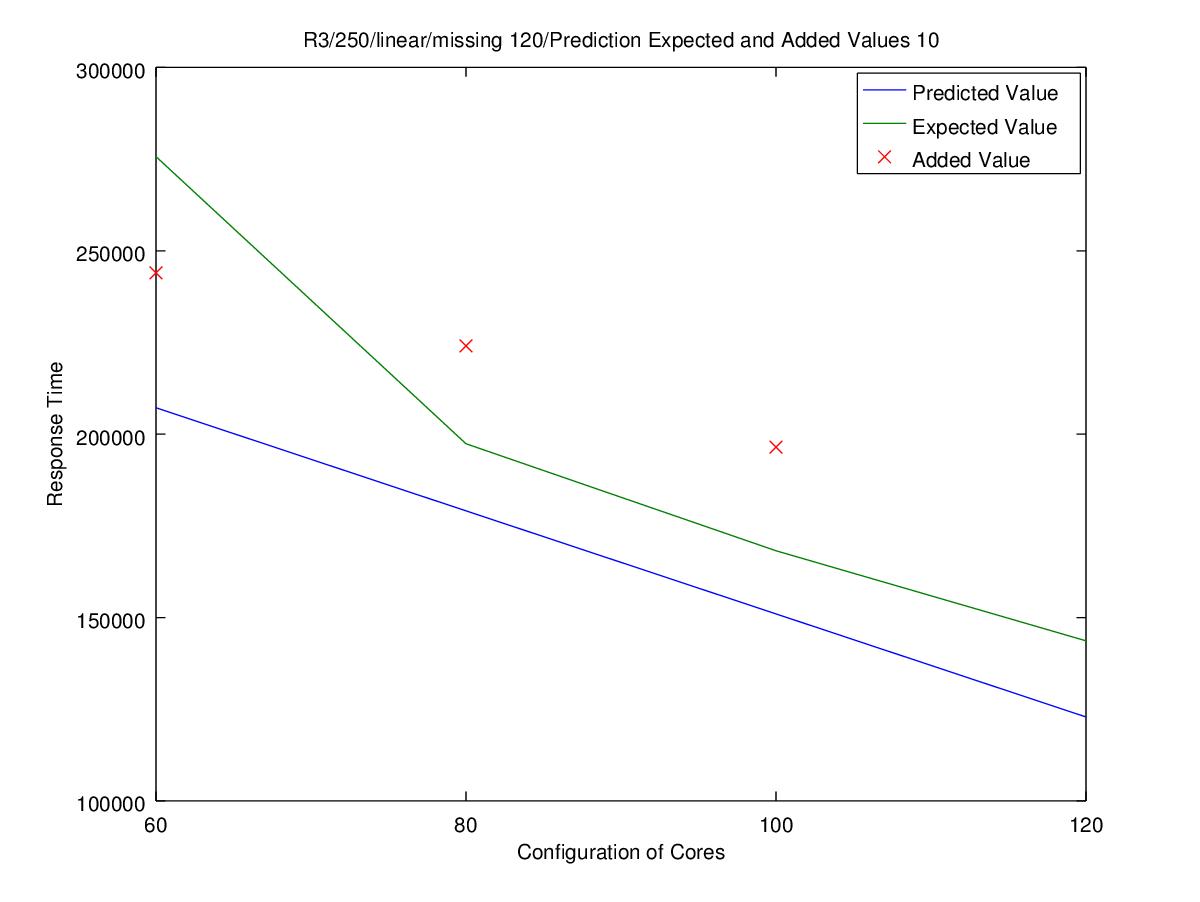 R3/250/linear/missing 120/Prediction Expected and Added Values 10
300000
250000
200000
150000
100000
60
80
100
120
Response Time
Configuration of Cores
Predicted Value
Expected Value
Added Value